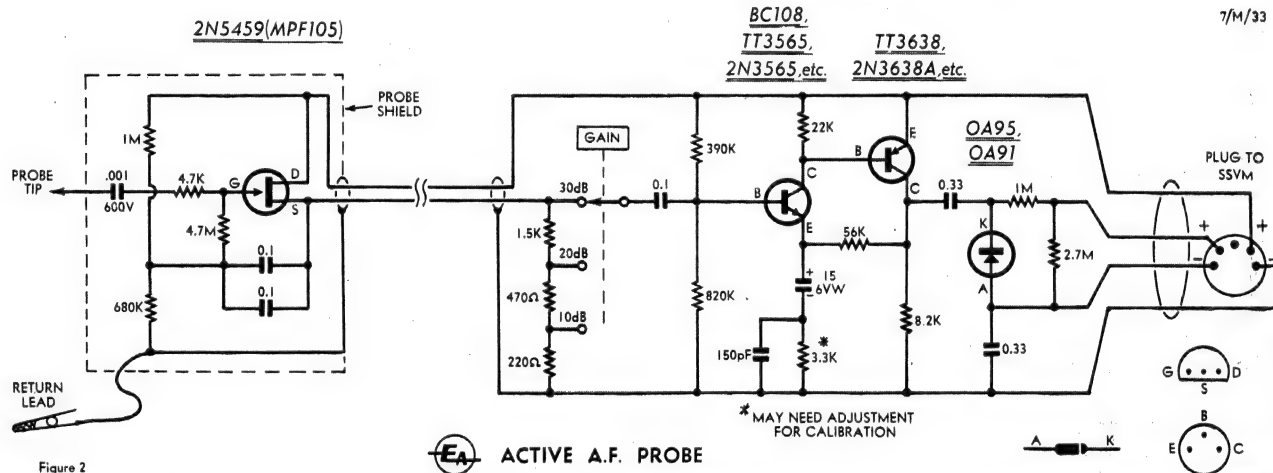 2N5459(MPF105)
BC108,
TT3565,
2N3565,etc.
TT3638,
2N3638A,etc.
7/M/33
PROBE
SHIELD
1M
GAIN
22K
390K
OA95,
OA91
PLUG TO
SSVM
PROBE
TIP
.001
600V
4.7K
G
D
S
30dB
0.1
B
C
E
B
E
C
0.33
1M
K
A
+
+
-
-
4.7M
1.5K
20dB
56K
2.7M
0.1
0.1
470Ω
820K
+
15
6VW
-
680K
10dB
8.2K
220Ω
150pF
*
3.3K
0.33
G
D
S
RETURN
LEAD
* MAY NEED ADJUSTMENT
FOR CALIBRATION
B
E
C
A
K
EA ACTIVE A.F. PROBE
Figure 2